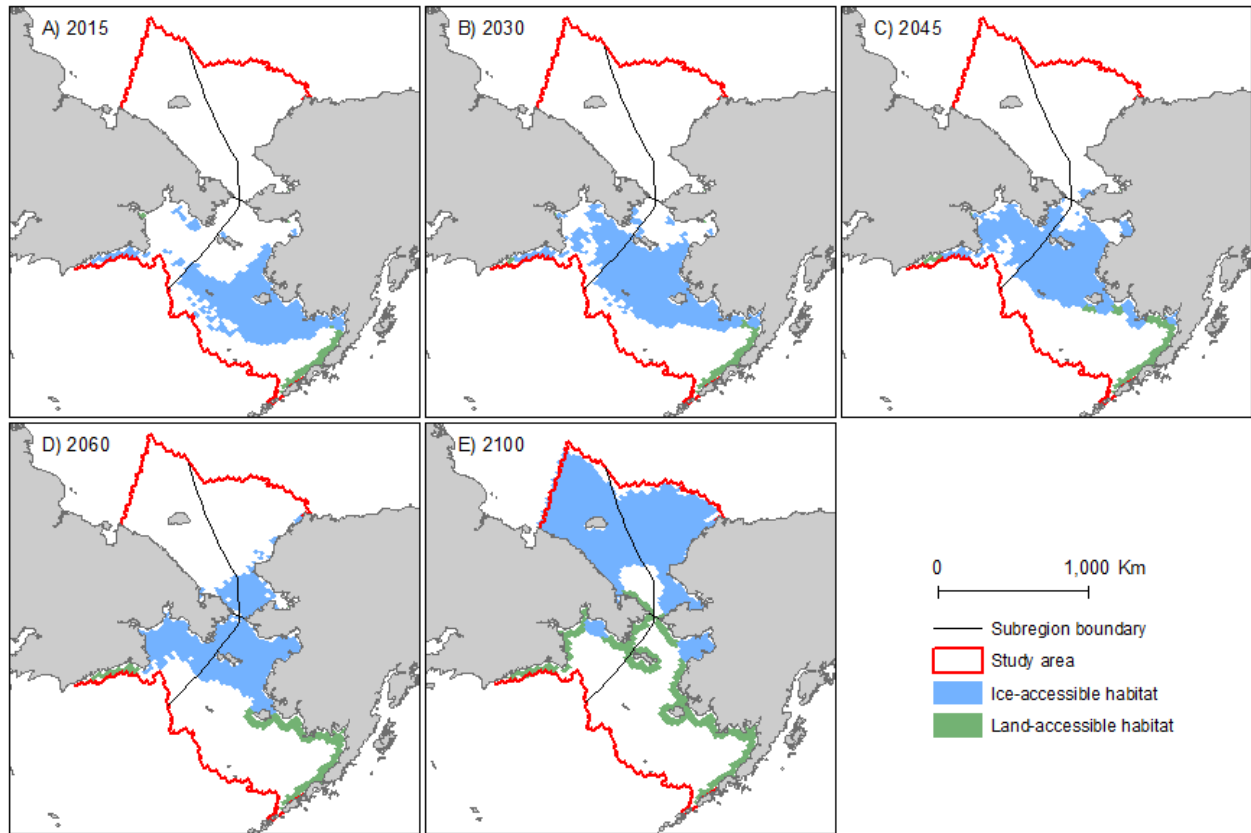 A) 2015
B) 2030
C) 2045
D) 2060
E) 2100
0 1,000 Km
Subregion boundary
Study area
Ice-accessible habitat
Land-accessible habitat